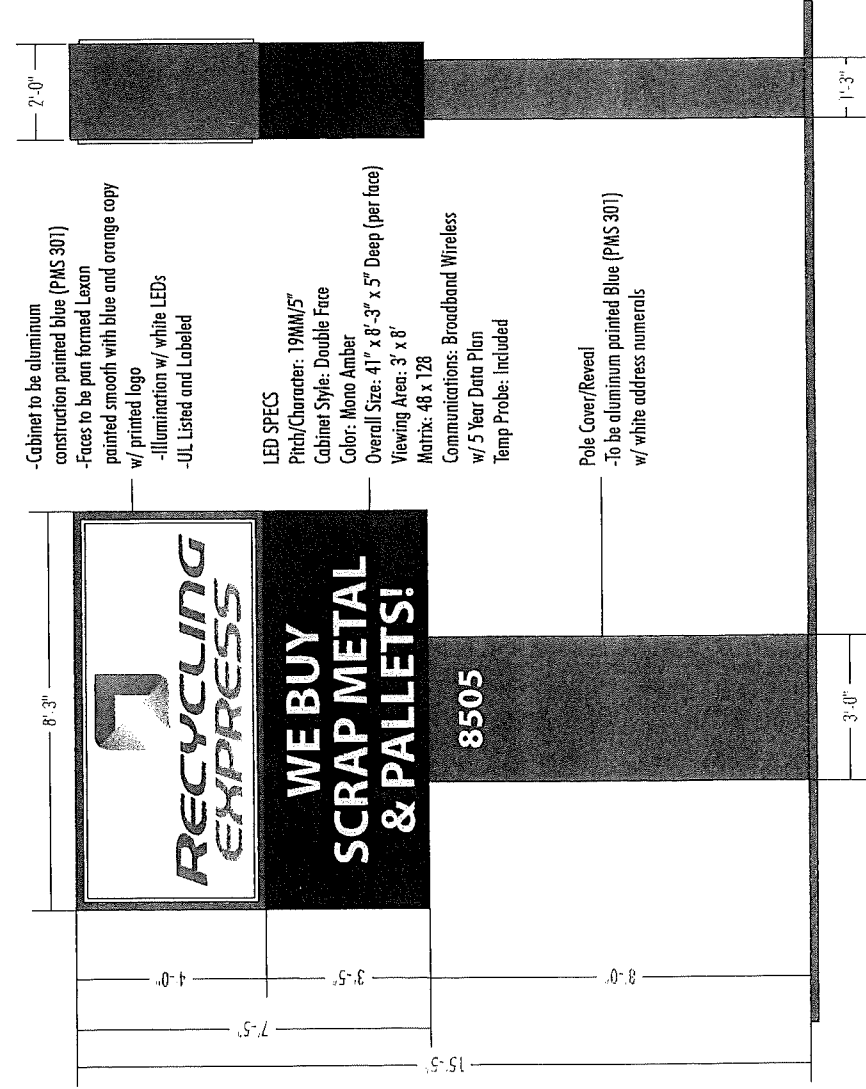 8'-3"
RECYCLING
EXPRESS
WE BUY
SCRAP METAL
& PALLETS!
8505
4'-0"
3'-5"
7'-5"
8'-0"
15'-5"
3'-0"
-Cabinet to be aluminum
construction painted blue (PMS 301)
-Faces to be pan formed Lexan
painted smooth with blue and orange copy
w/ printed logo
-Illumination w/ white LEDs
-UL Listed and Labeled
LED SPECS
Pitch/Character: 19MM/5"
Cabinet Style: Double Face
Color: Mono Amber
Overall Size: 41" x 8'-3" x 5" Deep (per face)
Viewing Area: 3' x 8'
Matrix: 48 x 128
Communications: Broadband Wireless
w/ 5 Year Data Plan
Temp Probe: Included
Pole Cover/Reveal
-To be aluminum painted Blue (PMS 301)
w/ white address numerals
2'-0"
1'-3"